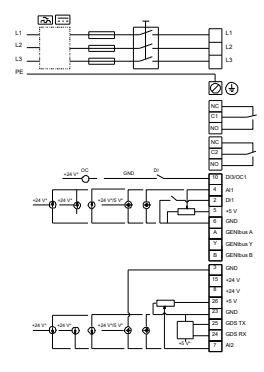 L1 L1
L2 L2
L3 L3
PE
NC
C1
NO
NC
C2
NO
+24 V* OC GND DI 10 DI3/OC1
4 AI1
+24 V* +24 V* +24 V*/5 V* 2 DI1
5 +5 V
6 GND
A GENIbus A
Y GENIbus Y
B GENIbus B
3 GND
15 +24 V
8 +24 V
26 +5 V
23 GND
+24 V* +24 V* +24 V*/5 V* 25 GDS TX
24 GDS RX
+5 V* 7 AI2